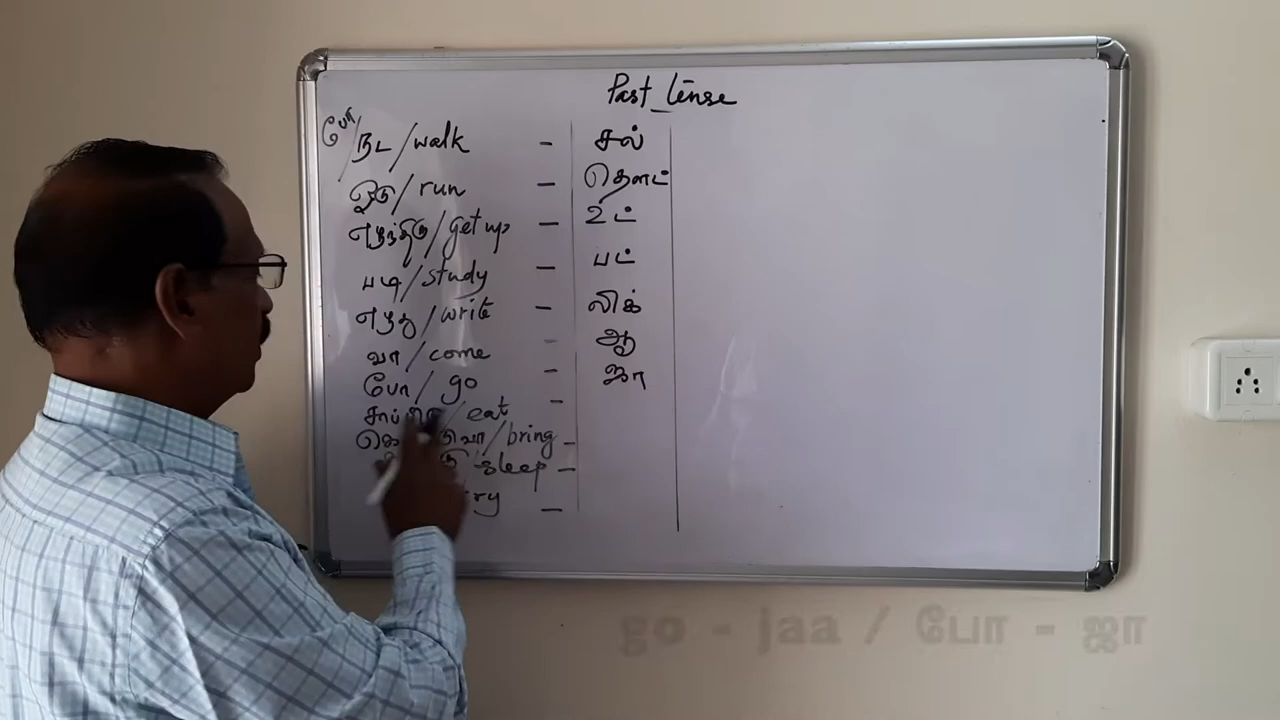 Past Tense
போ/நட/walk - சல்
ஓடு/run - தௌட்
எழுந்திரு/get up - உட்
படி/study - பட்
எழுது/write - லிக்
வா/come - ஆ
போ/go - ஜா
/eat -
/bring -
sleep -
-
go - jaa / போ - ஜா